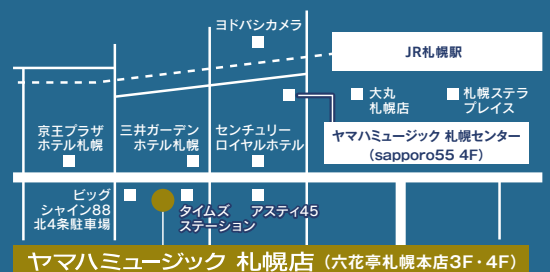 ヨドバシカメラ
JR札幌駅
大丸
札幌店
札幌ステラ
プレイス
京王プラザ
ホテル札幌
三井ガーデン
ホテル札幌
センチュリー
ロイヤルホテル
ヤマハミュージック 札幌センター
（sapporo55 4F）
ビッグ
シャイン88
北4条駐車場
タイムズ
ステーション
アスティ45
ヤマハミュージック 札幌店（六花亭札幌本店3F・4F）